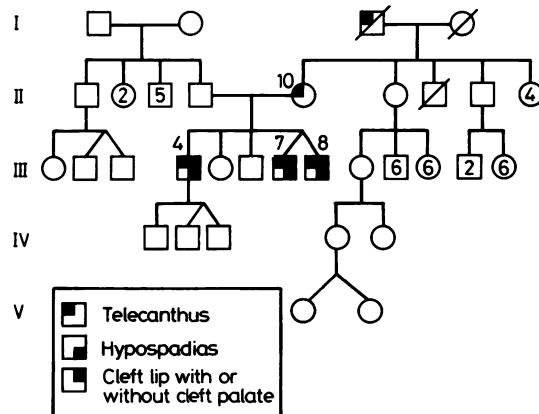 I
10
II
2
5
4
4
7
8
III
6
6
2
6
IV
V
Telecanthus
Hypospadias
Cleft lip with or
without cleft palate